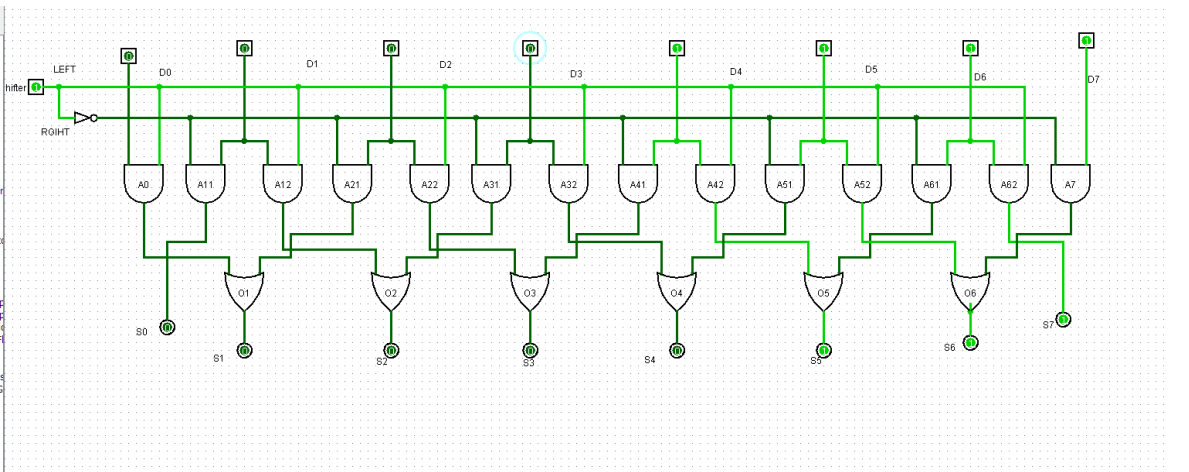 0 0 0 0 1 1 1 1
LEFT D0 D1 D2 D3 D4 D5 D6 D7
hifter 1
RGIHT
A0 A11 A12 A21 A22 A31 A32 A41 A42 A51 A52 A61 A62 A7
O1 O2 O3 O4 O5 O6
S0 0 S7 1
S1 0 S2 0 S3 0 S4 0 S5 1 S6 1